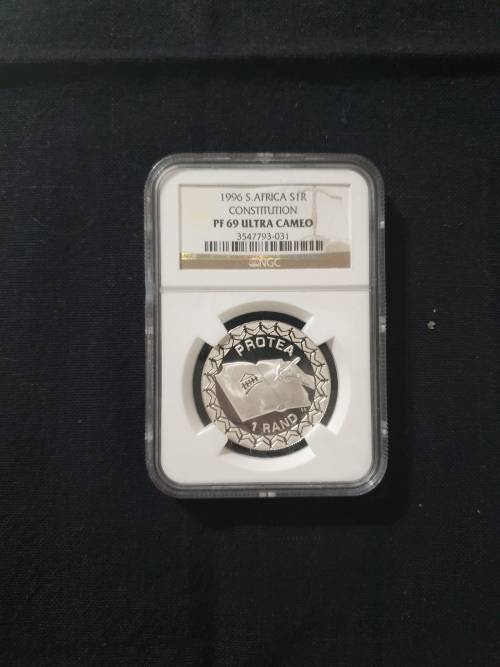 1996 S.AFRICA S1R
CONSTITUTION
PF 69 ULTRA CAMEO
3547793-031
NGC
PROTEA
1 RAND